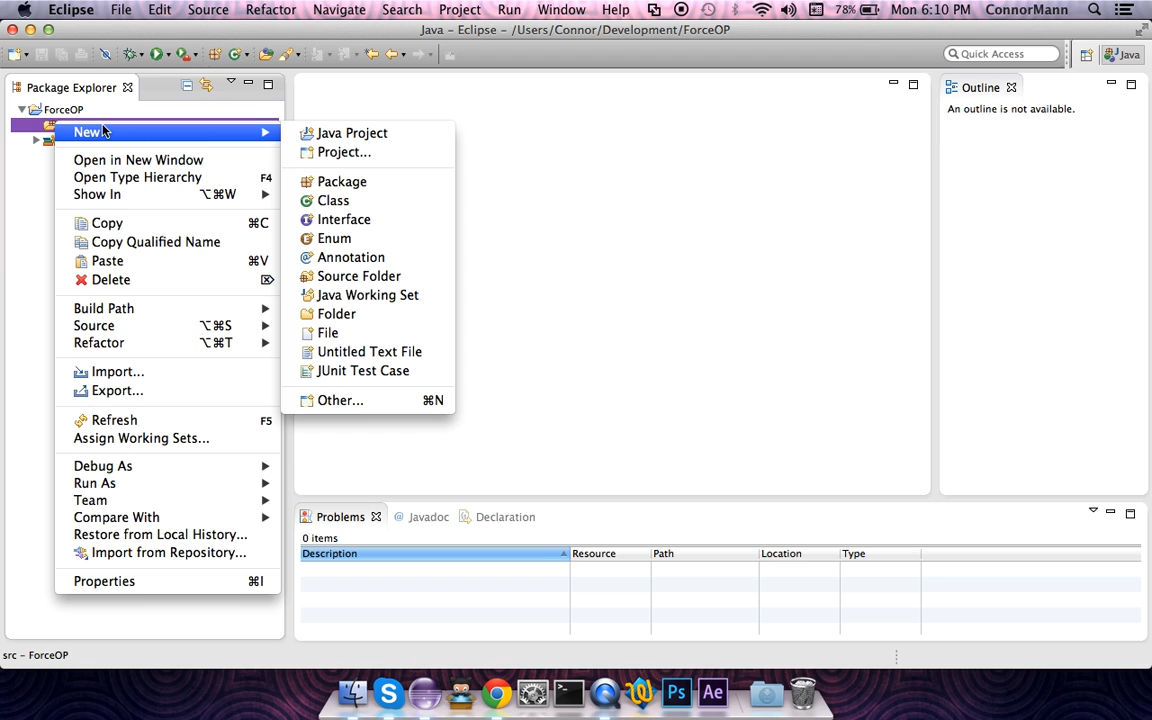 Eclipse File Edit Source Refactor Navigate Search Project Run Window Help 78% Mon 6:10 PM ConnorMann
Java – Eclipse – /Users/Connor/Development/ForceOP
Quick Access Java
Package Explorer
ForceOP
New
Open in New Window
Open Type Hierarchy F4
Show In ⌥⌘W
Copy ⌘C
Copy Qualified Name
Paste ⌘V
Delete ⌦
Build Path
Source ⌥⌘S
Refactor ⌥⌘T
Import...
Export...
Refresh F5
Assign Working Sets...
Debug As
Run As
Team
Compare With
Restore from Local History...
Import from Repository...
Properties ⌘I
Java Project
Project...
Package
Class
Interface
Enum
Annotation
Source Folder
Java Working Set
Folder
File
Untitled Text File
JUnit Test Case
Other... ⌘N
Outline
An outline is not available.
Problems @ Javadoc Declaration
0 items
Description Resource Path Location Type
src – ForceOP
Ps Ae